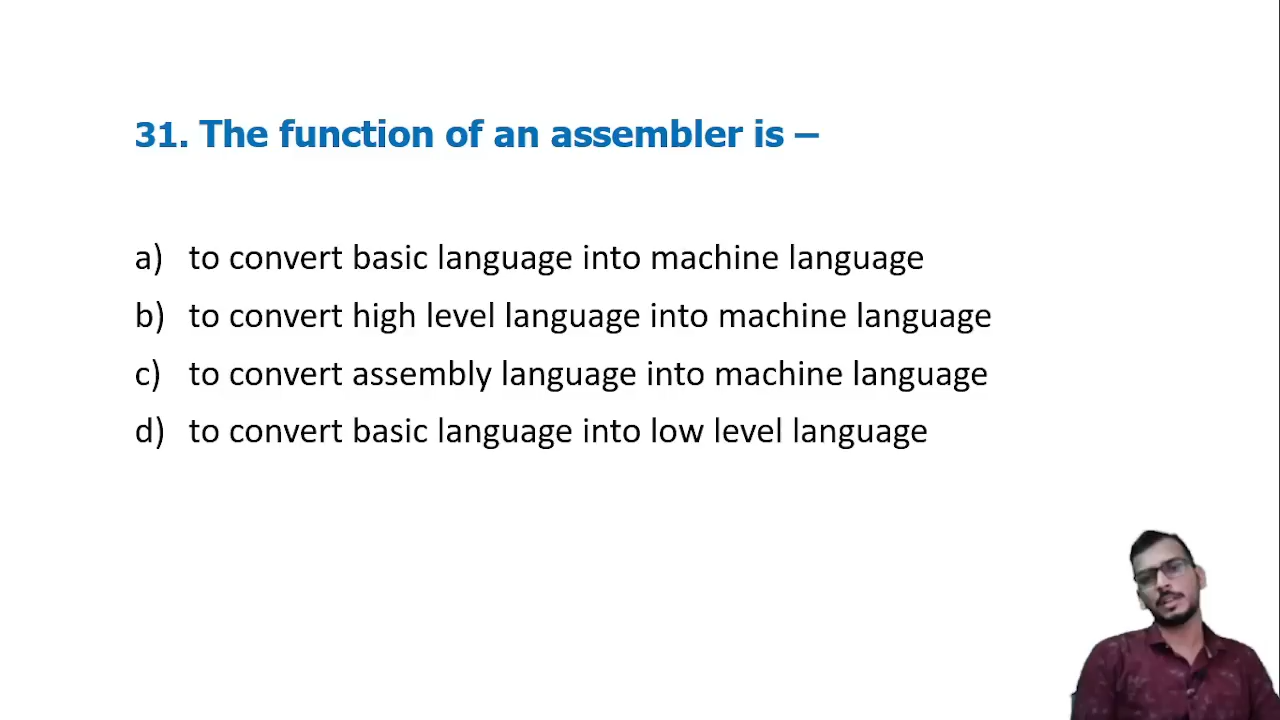 31. The function of an assembler is –
a) to convert basic language into machine language
b) to convert high level language into machine language
c) to convert assembly language into machine language
d) to convert basic language into low level language